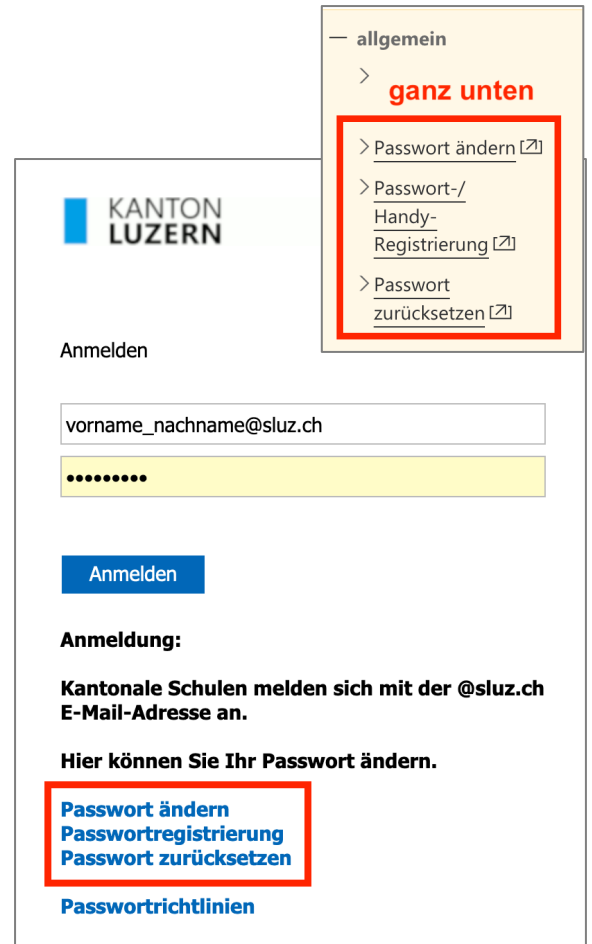 allgemein
ganz unten
Passwort ändern
Passwort-/
Handy-
Registrierung
Passwort
zurücksetzen
KANTON
LUZERN
Anmelden
vorname_nachname@sluz.ch
•••••••••
Anmelden
Anmeldung:
Kantonale Schulen melden sich mit der @sluz.ch
E-Mail-Adresse an.
Hier können Sie Ihr Passwort ändern.
Passwort ändern
Passwortregistrierung
Passwort zurücksetzen
Passwortrichtlinien